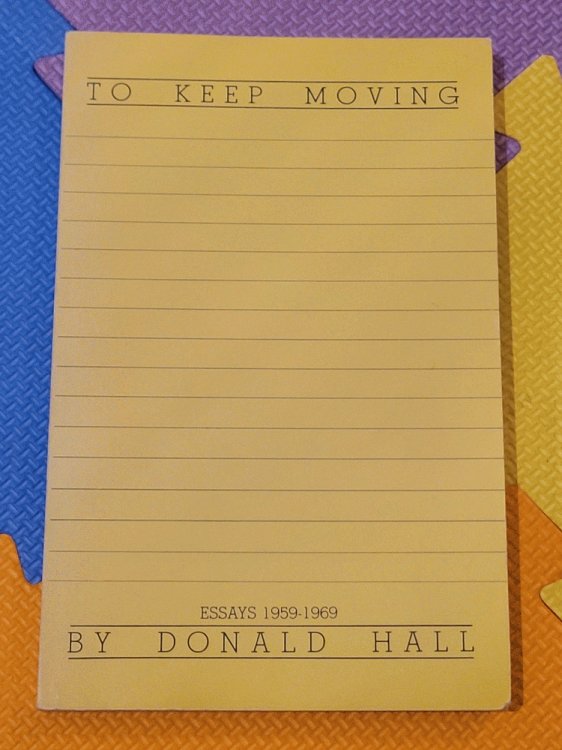 TO KEEP MOVING
ESSAYS 1959-1969
BY DONALD HALL